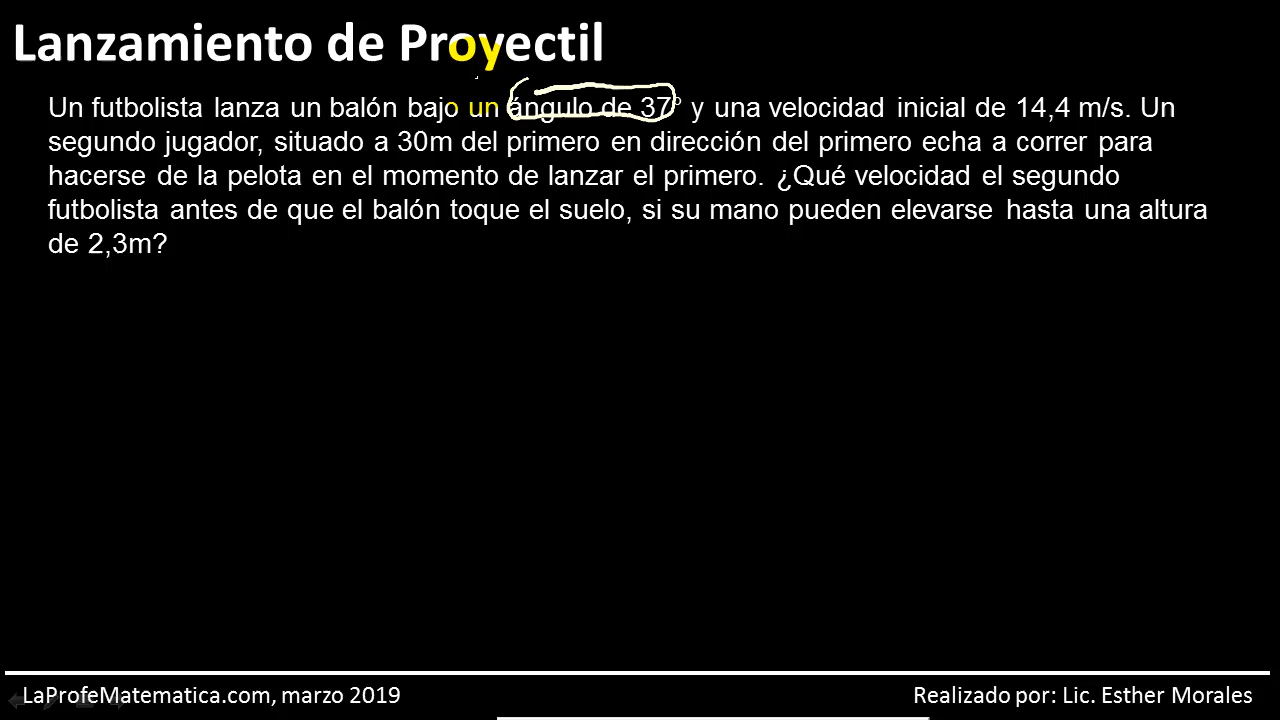 Lanzamiento de Proyectil
Un futbolista lanza un balón bajo un ángulo de 37° y una velocidad inicial de 14,4 m/s. Un
segundo jugador, situado a 30m del primero en dirección del primero echa a correr para
hacerse de la pelota en el momento de lanzar el primero. ¿Qué velocidad el segundo
futbolista antes de que el balón toque el suelo, si su mano pueden elevarse hasta una altura
de 2,3m?
LaProfeMatematica.com, marzo 2019
Realizado por: Lic. Esther Morales